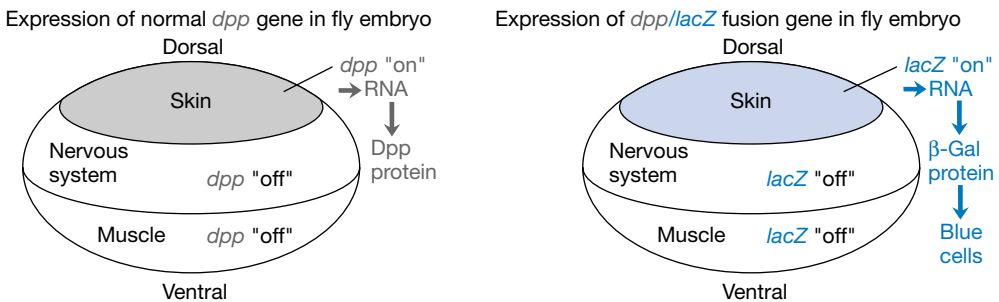 Expression of normal dpp gene in fly embryo
Dorsal
dpp "on"
Skin
RNA
Dpp
protein
Nervous
system
dpp "off"
Muscle
dpp "off"
Ventral
Expression of dpp/lacZ fusion gene in fly embryo
Dorsal
lacZ "on"
Skin
RNA
β-Gal
protein
Nervous
system
lacZ "off"
Muscle
lacZ "off"
Blue
cells
Ventral